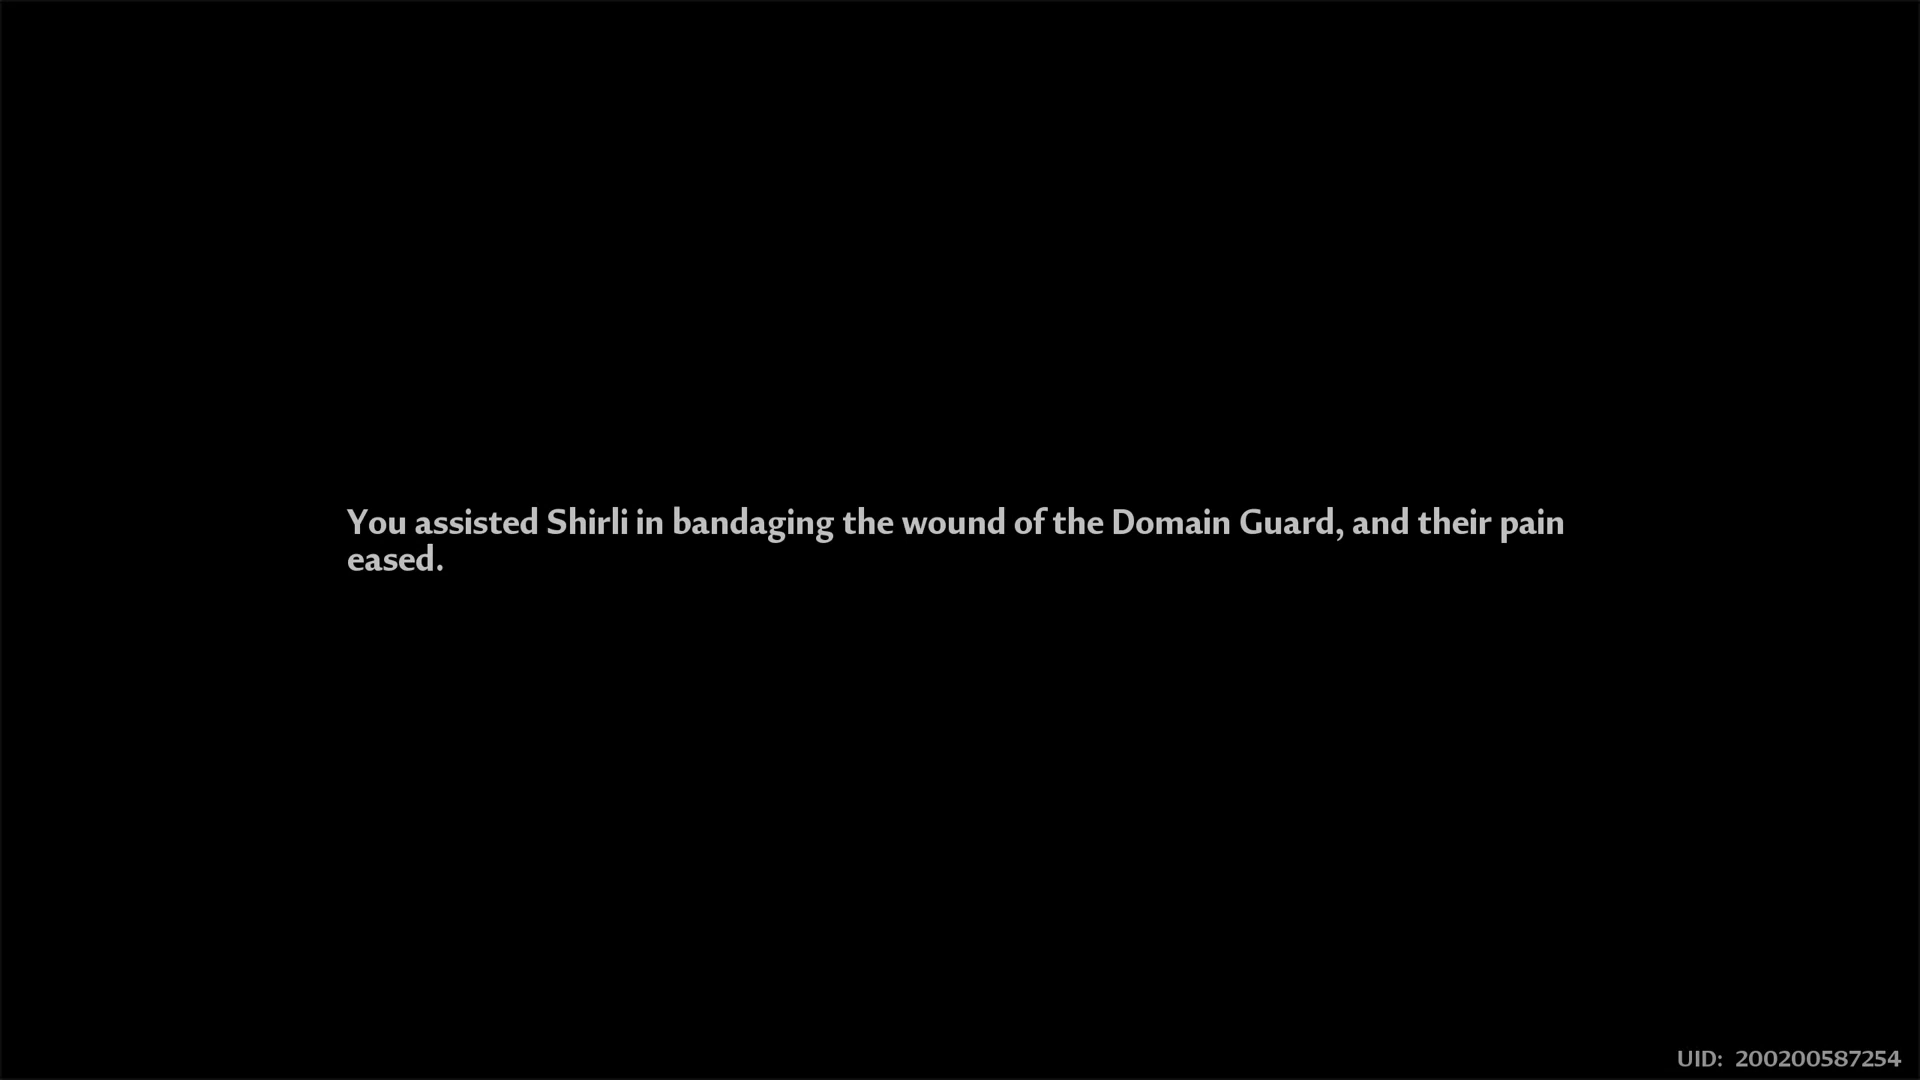 You assisted Shirli in bandaging the wound of the Domain Guard, and their pain
eased.
UID: 200200587254